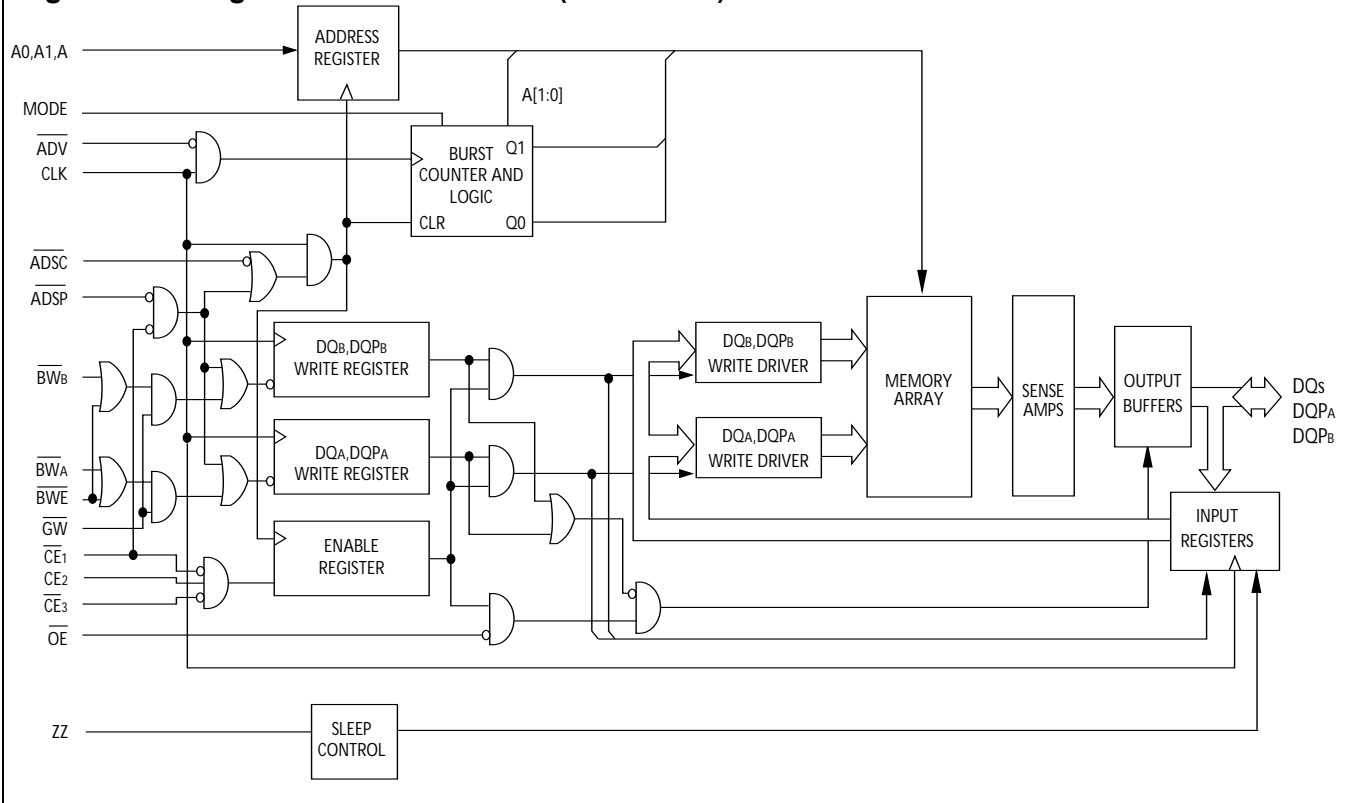 A0,A1,A
ADDRESS
REGISTER
A[1:0]
MODE
ADV
CLK
BURST
COUNTER AND
LOGIC
Q1
CLR
Q0
ADSC
ADSP
DQB,DQPB
WRITE REGISTER
DQB,DQPB
WRITE DRIVER
MEMORY
ARRAY
SENSE
AMPS
OUTPUT
BUFFERS
DQs
DQPA
DQPB
BWB
DQA,DQPA
WRITE REGISTER
DQA,DQPA
WRITE DRIVER
BWA
BWE
GW
INPUT
REGISTERS
CE1
CE2
CE3
ENABLE
REGISTER
OE
ZZ
SLEEP
CONTROL